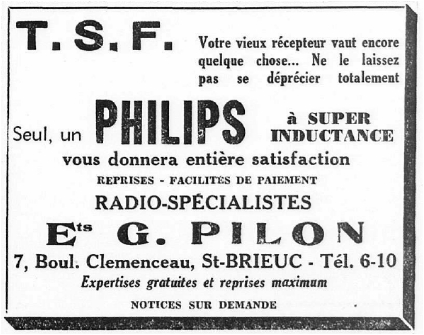 T. S. F.
Votre vieux récepteur vaut encore
quelque chose... Ne le laissez
pas se déprécier totalement
Seul, un PHILIPS à SUPER INDUCTANCE
vous donnera entière satisfaction
REPRISES - FACILITÉS DE PAIEMENT
RADIO-SPÉCIALISTES
Ets G. PILON
7, Boul. Clemenceau, St-BRIEUC - Tél. 6-10
Expertises gratuites et reprises maximum
NOTICES SUR DEMANDE